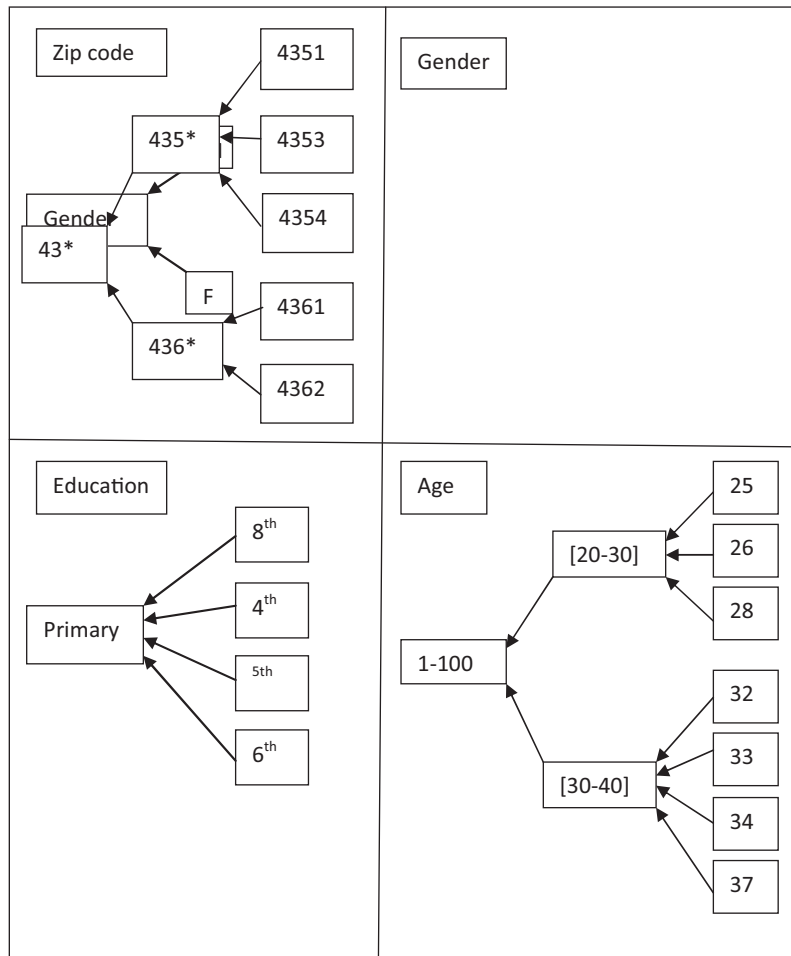 Zip code
4351
435*
4353
4354
Gende
43*
F
4361
436*
4362
Gender
Education
8th
4th
Primary
5th
6th
Age
25
[20-30]
26
28
1-100
32
33
[30-40]
34
37